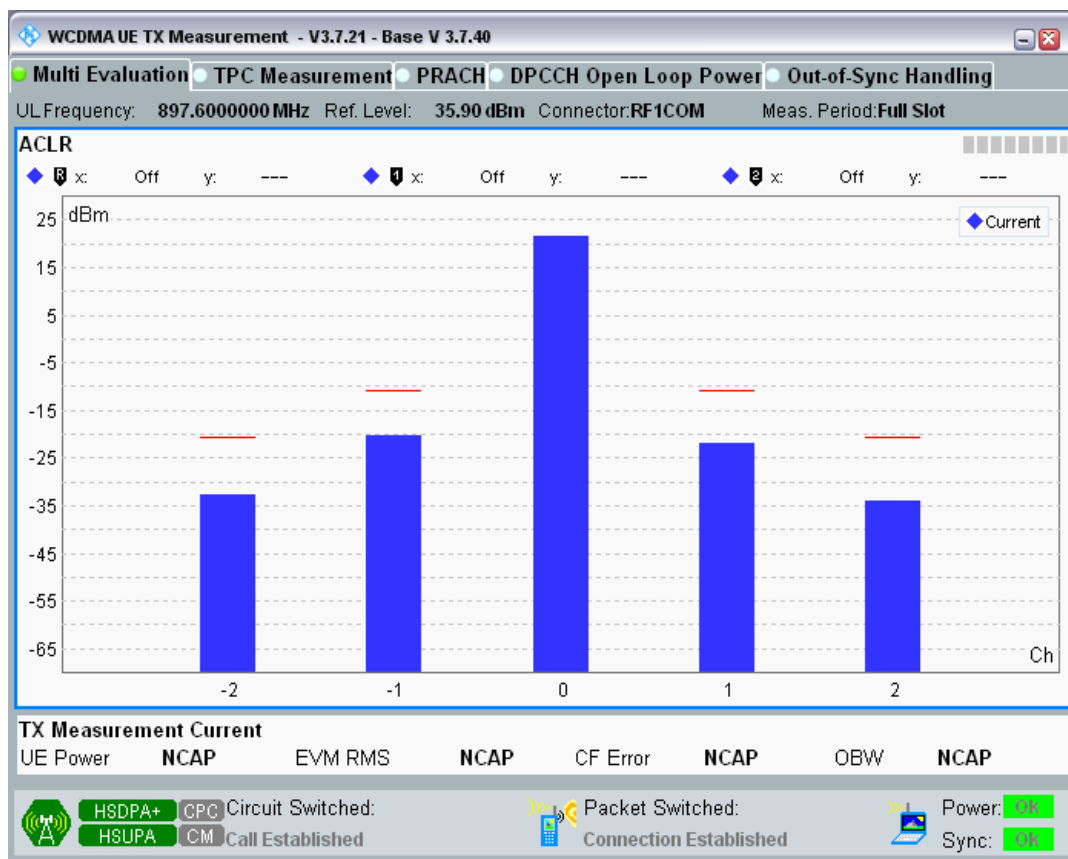 WCDMA UE TX Measurement - V3.7.21 - Base V 3.7.40
Multi Evaluation TPC Measurement PRACH DPCCH Open Loop Power Out-of-Sync Handling
UL Frequency: 897.6000000 MHz Ref. Level: 35.90 dBm Connector:RF1COM Meas. Period:Full Slot
ACLR
R x: Off y: --- 1 x: Off y: --- 2 x: Off y: ---
dBm
Current
25
15
5
-5
-15
-25
-35
-45
-55
-65
Ch
-2 -1 0 1 2
TX Measurement Current
UE Power NCAP EVM RMS NCAP CF Error NCAP OBW NCAP
HSDPA+ CPC Circuit Switched: Packet Switched: Power: Ok
HSUPA CM Call Established Connection Established Sync: Ok